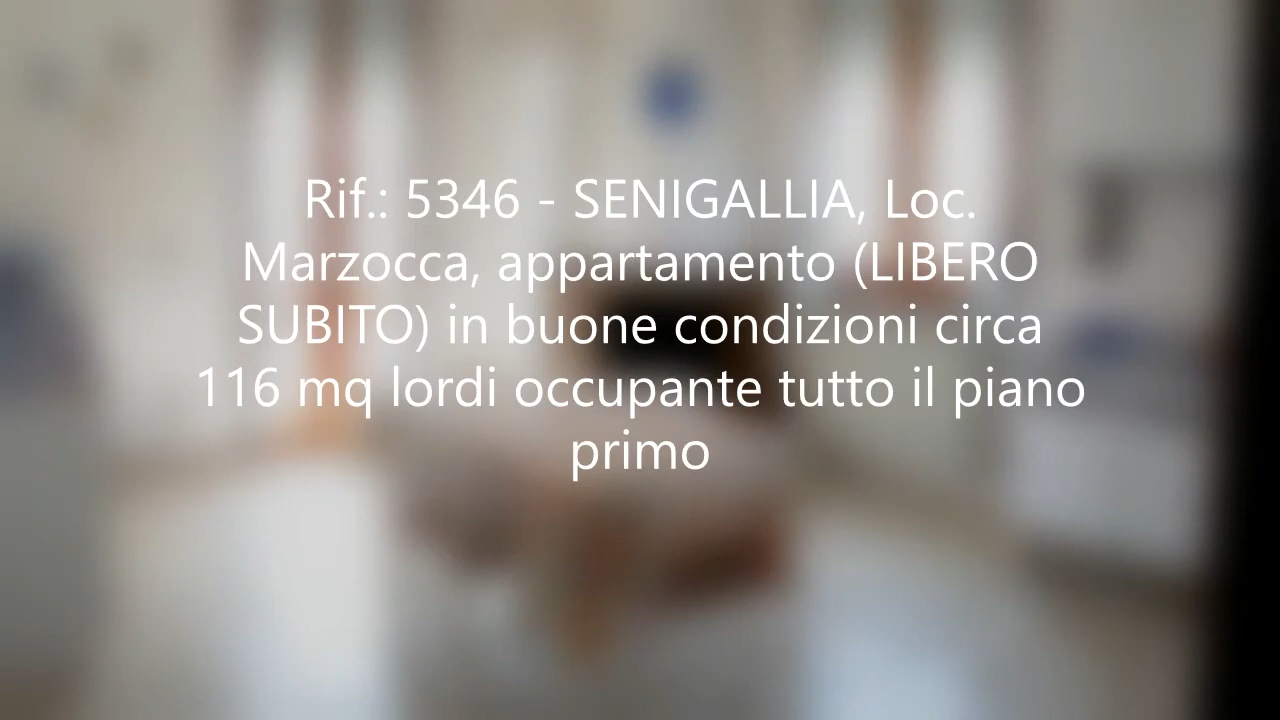 Rif.: 5346 - SENIGALLIA, Loc.
Marzocca, appartamento (LIBERO
SUBITO) in buone condizioni circa
116 mq lordi occupante tutto il piano
primo